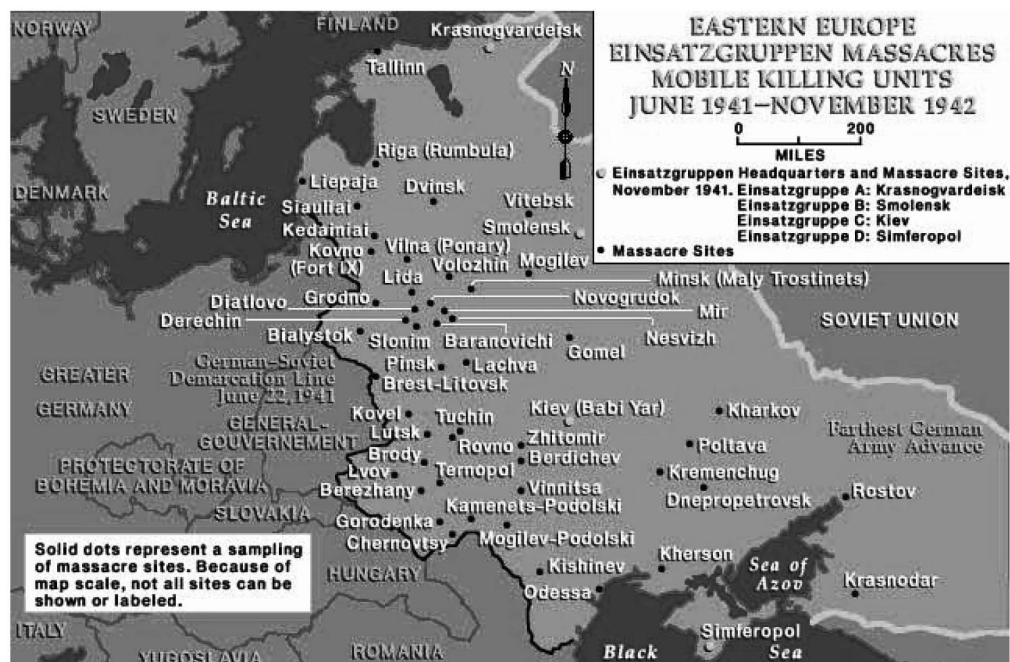 NORWAY
FINLAND
Krasnogvardeisk
Tallinn
N
SWEDEN
EASTERN EUROPE
EINSATZGRUPPEN MASSACRES
MOBILE KILLING UNITS
JUNE 1941–NOVEMBER 1942
0 200
MILES
Einsatzgruppen Headquarters and Massacre Sites,
November 1941. Einsatzgruppe A: Krasnogvardeisk
Einsatzgruppe B: Smolensk
Einsatzgruppe C: Kiev
Einsatzgruppe D: Simferopol
Massacre Sites
Riga (Rumbula)
DENMARK
Liepaja
Dvinsk
Baltic
Sea
Siauliai
Vitebsk
Kedainiai
Smolensk
Kovno
(Fort IX)
Vilna (Ponary)
Volozhin
Mogilev
Lida
Minsk (Maly Trostinets)
Diatlovo
Grodno
Novogrudok
Derechin
Mir
Bialystok
Slonim
Baranovichi
Nesvizh
SOVIET UNION
Gomel
German–Soviet
Demarcation Line
June 22, 1941
Pinsk
Lachva
Brest–Litovsk
GREATER
GERMANY
Kovel
Tuchin
Kiev (Babi Yar)
Kharkov
GENERAL–
GOUVERNEMENT
Lutsk
Rovno
Zhitomir
Poltava
Farthest German
Army Advance
Brody
Berdichev
PROTECTORATE OF
BOHEMIA AND MORAVIA
Lvov
Ternopol
Kremenchug
Berezhany
Vinnitsa
Dnepropetrovsk
Rostov
SLOVAKIA
Kamenets–Podolski
Gorodenka
Chernovtsy
Mogilev–Podolski
Solid dots represent a sampling
of massacre sites. Because of
map scale, not all sites can be
shown or labeled.
HUNGARY
Kishinev
Kherson
Sea of
Azov
Odessa
Krasnodar
ITALY
YUGOSLAVIA
ROMANIA
Simferopol
Black Sea